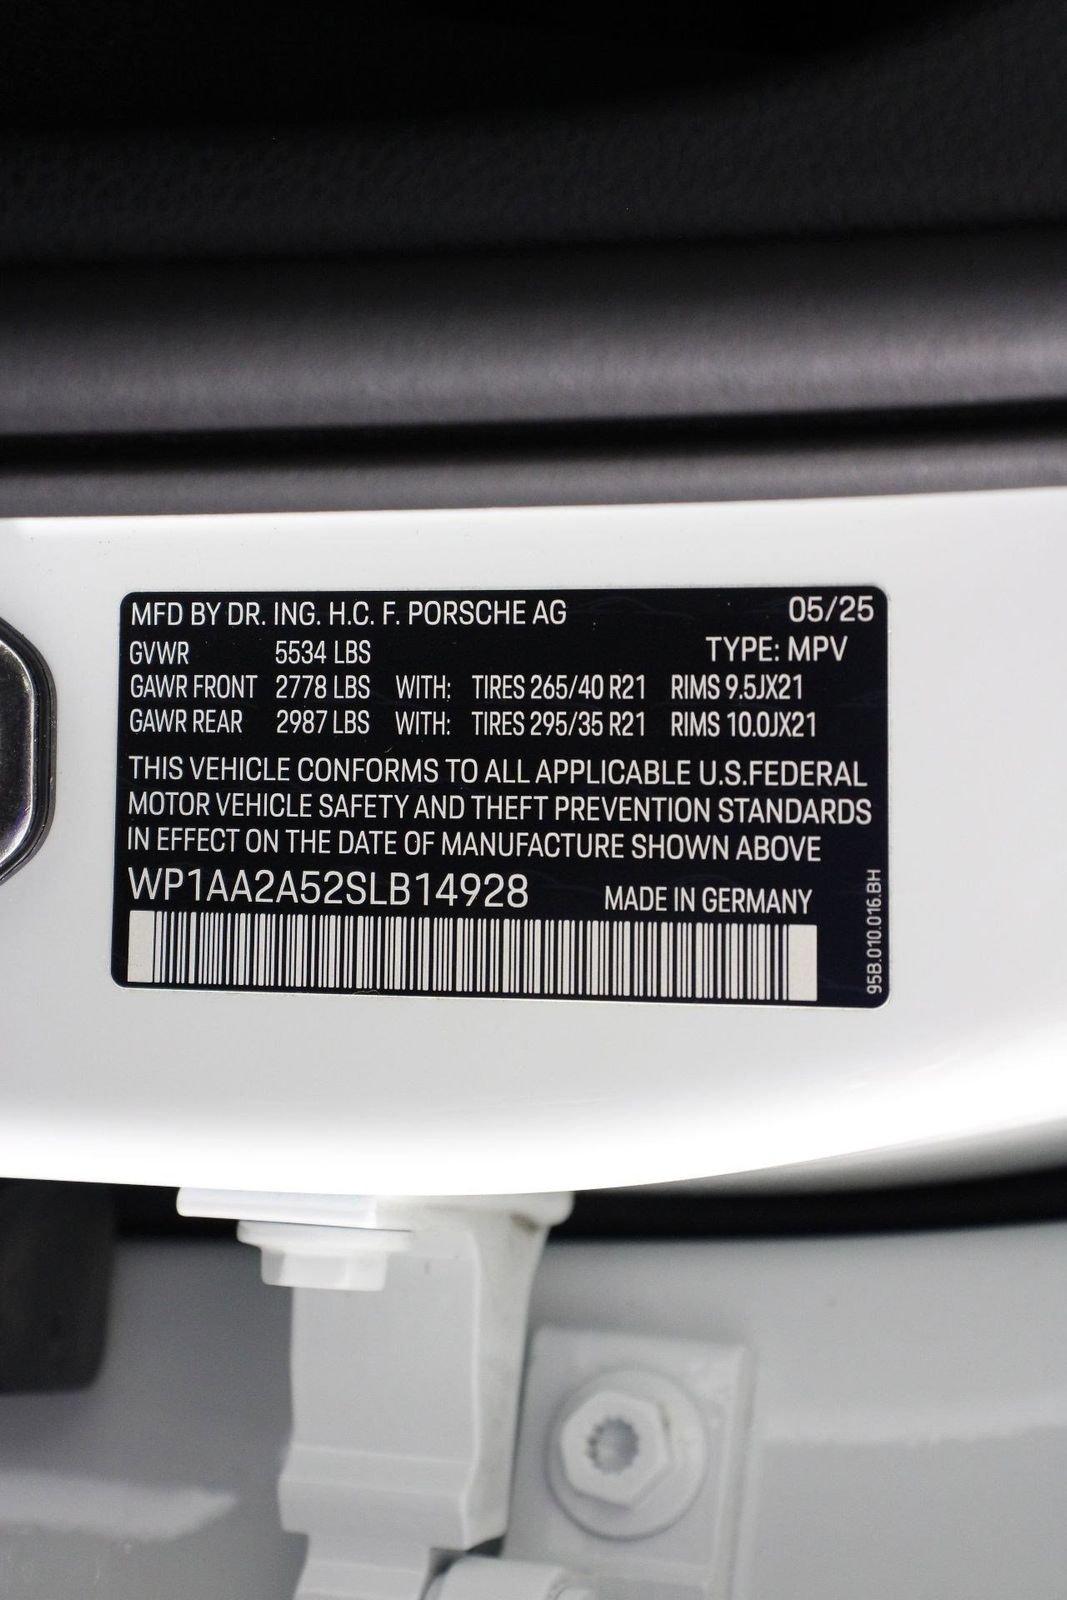 MFD BY DR. ING. H.C. F. PORSCHE AG 05/25
GVWR 5534 LBS TYPE: MPV
GAWR FRONT 2778 LBS WITH: TIRES 265/40 R21 RIMS 9.5JX21
GAWR REAR 2987 LBS WITH: TIRES 295/35 R21 RIMS 10.0JX21
THIS VEHICLE CONFORMS TO ALL APPLICABLE U.S.FEDERAL
MOTOR VEHICLE SAFETY AND THEFT PREVENTION STANDARDS
IN EFFECT ON THE DATE OF MANUFACTURE SHOWN ABOVE
WP1AA2A52SLB14928 MADE IN GERMANY
95B.010.016.BH